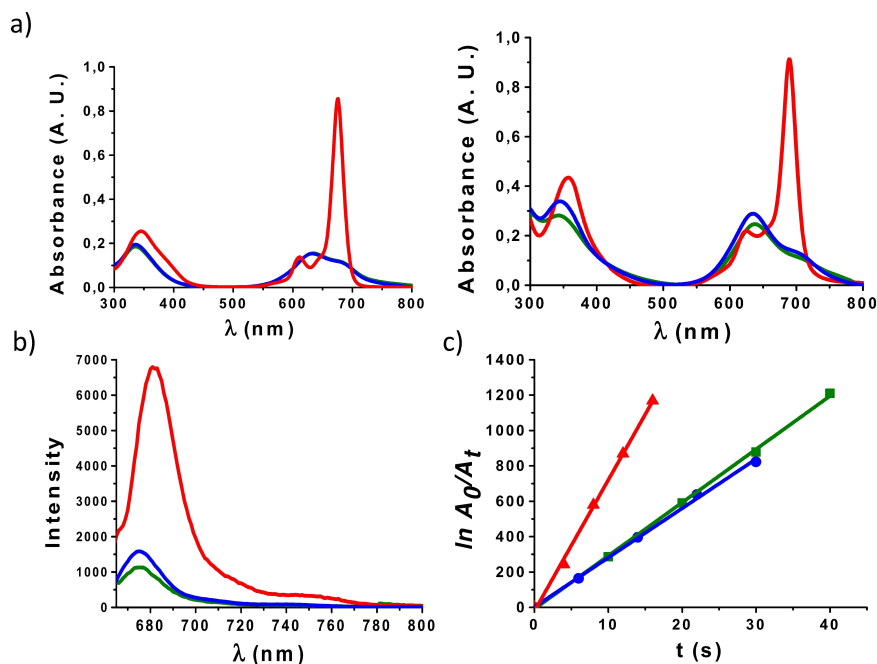 a)
Absorbance (A. U.)
1,0
0,8
0,6
0,4
0,2
0,0
300 400 500 600 700 800
λ (nm)
Absorbance (A. U.)
1,0
0,8
0,6
0,4
0,2
0,0
300 400 500 600 700 800
λ (nm)
b)
Intensity
7000
6000
5000
4000
3000
2000
1000
0
680 700 720 740 760 780 800
λ (nm)
c)
ln A0/At
1400
1200
1000
800
600
400
200
0
0 10 20 30 40
t (s)